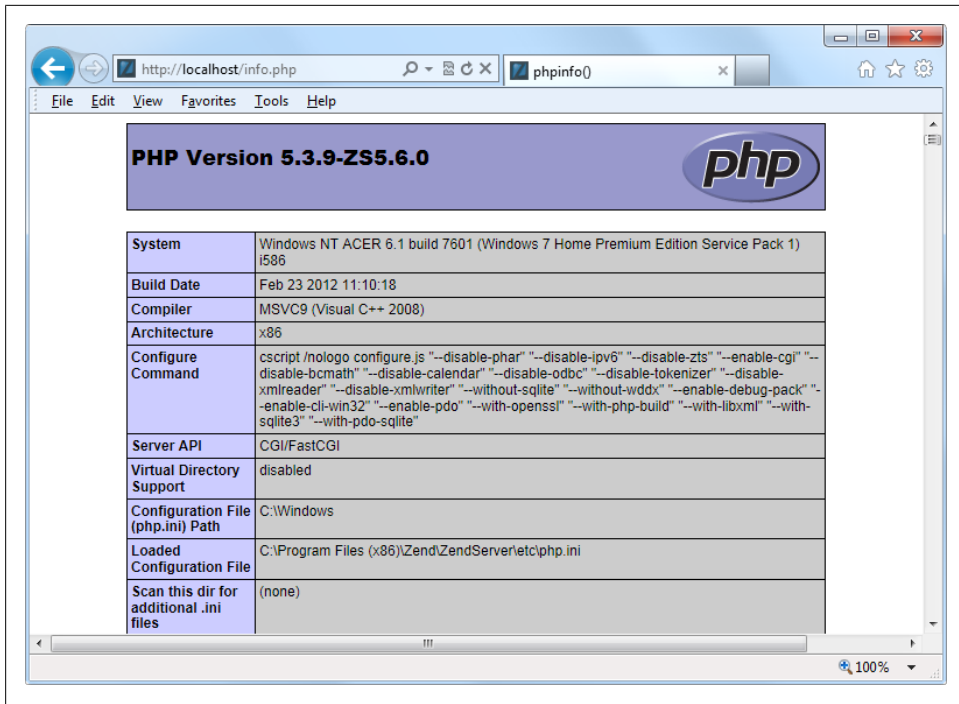 http://localhost/info.php
phpinfo()
File Edit View Favorites Tools Help
PHP Version 5.3.9-ZS5.6.0
php
System
Windows NT ACER 6.1 build 7601 (Windows 7 Home Premium Edition Service Pack 1)
i586
Build Date
Feb 23 2012 11:10:18
Compiler
MSVC9 (Visual C++ 2008)
Architecture
x86
Configure
Command
cscript /nologo configure.js "--disable-phar" "--disable-ipv6" "--disable-zts" "--enable-cgi" "--
disable-bcmath" "--disable-calendar" "--disable-odbc" "--disable-tokenizer" "--disable-
xmlreader" "--disable-xmlwriter" "--without-sqlite" "--without-wddx" "--enable-debug-pack" "-
-enable-cli-win32" "--enable-pdo" "--with-openssl" "--with-php-build" "--with-libxml" "--with-
sqlite3" "--with-pdo-sqlite"
Server API
CGI/FastCGI
Virtual Directory
Support
disabled
Configuration File
(php.ini) Path
C:\Windows
Loaded
Configuration File
C:\Program Files (x86)\Zend\ZendServer\etc\php.ini
Scan this dir for
additional .ini
files
(none)
100%